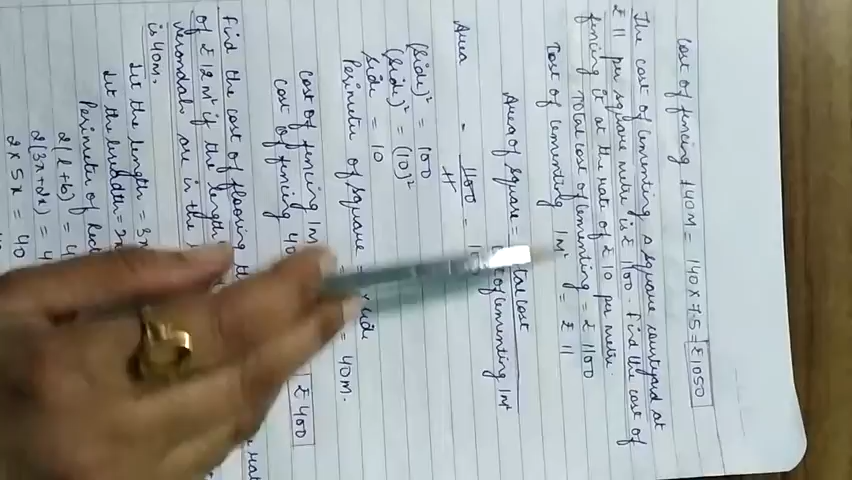 Cost of fencing 140M = 140 X 7.5 = ₹1050
The cost of cementing a square courtyard at
₹ 11 per square metre is ₹ 1100. Find the cost of
fencing it at the rate of ₹ 10 per metre.
Total cost of cementing = ₹ 1100
Cost of cementing 1M² = ₹ 11
Area of square = cost
of cementing 1M²
Area = 1100
11
(side)² = 100
(side)² = (10)²
Side = 10
Perimeter of square = side
= 40M.
Cost of fencing 1M
Cost of fencing 40 ₹ 400
Find the cost of flooring the
of ₹ 12 M² if the length
verandah are in the
is 40M.
Let the length = 3x
Let the breadth = 2x
Perimeter of
2(l+b) = 4
2(3x+2x) = 4
2 x 5x = 40